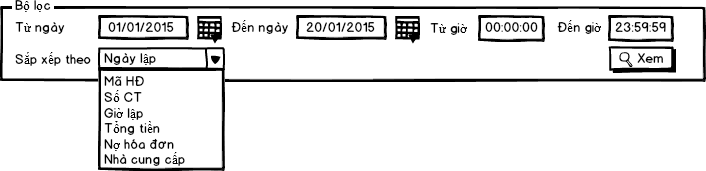 Bộ lọc
Từ ngày 01/01/2015 Đến ngày 20/01/2015 Từ giờ 00:00:00 Đến giờ 23:59:59
Sắp xếp theo Ngày lập Xem
Mã HĐ
Số CT
Giờ lập
Tổng tiền
Nợ hóa đơn
Nhà cung cấp